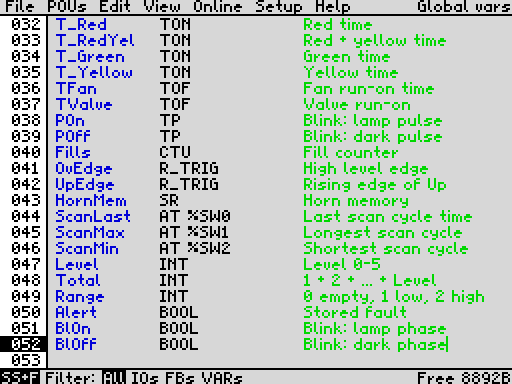 File POUs Edit View Online Setup Help Global vars
032 T_Red TON Red time
033 T_RedYel TON Red + yellow time
034 T_Green TON Green time
035 T_Yellow TON Yellow time
036 TFan TOF Fan run-on time
037 TValve TOF Valve run-on
038 POn TP Blink: lamp pulse
039 POff TP Blink: dark pulse
040 Fills CTU Fill counter
041 OvEdge R_TRIG High level edge
042 UpEdge R_TRIG Rising edge of Up
043 HornMem SR Horn memory
044 ScanLast AT %SW0 Last scan cycle time
045 ScanMax AT %SW1 Longest scan cycle
046 ScanMin AT %SW2 Shortest scan cycle
047 Level INT Level 0-5
048 Total INT 1 + 2 + … + Level
049 Range INT 0 empty, 1 low, 2 high
050 Alert BOOL Stored fault
051 BlOn BOOL Blink: lamp phase
052 BlOff BOOL Blink: dark phase
053
SS+F Filter: All IOs FBs VARs Free 8892B